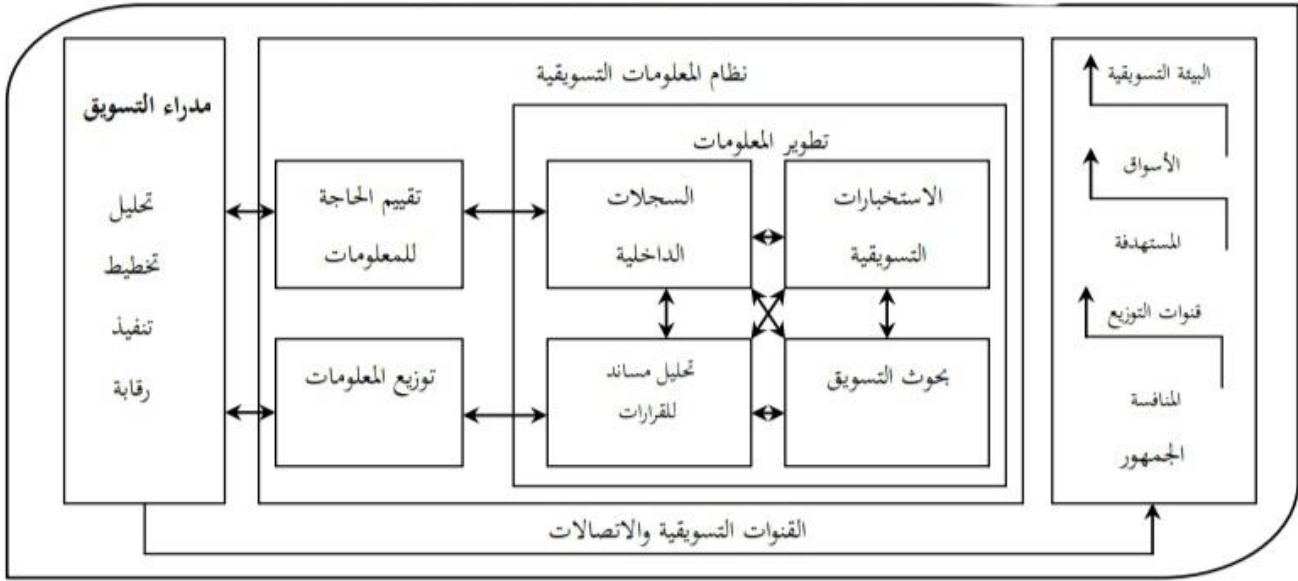 نظام المعلومات التسويقية
تطوير المعلومات
البيئة التسويقية
الأسواق
المستهدفة
قنوات التوزيع
المنافسة
الجمهور
الاستخبارات
التسويقية
السجلات
الداخلية
بحوث التسويق
تحليل مساند
للقرارات
تقييم الحاجة
للمعلومات
توزيع المعلومات
مدراء التسويق
تحليل
تخطيط
تنفيذ
رقابة
القنوات التسويقية والاتصالات